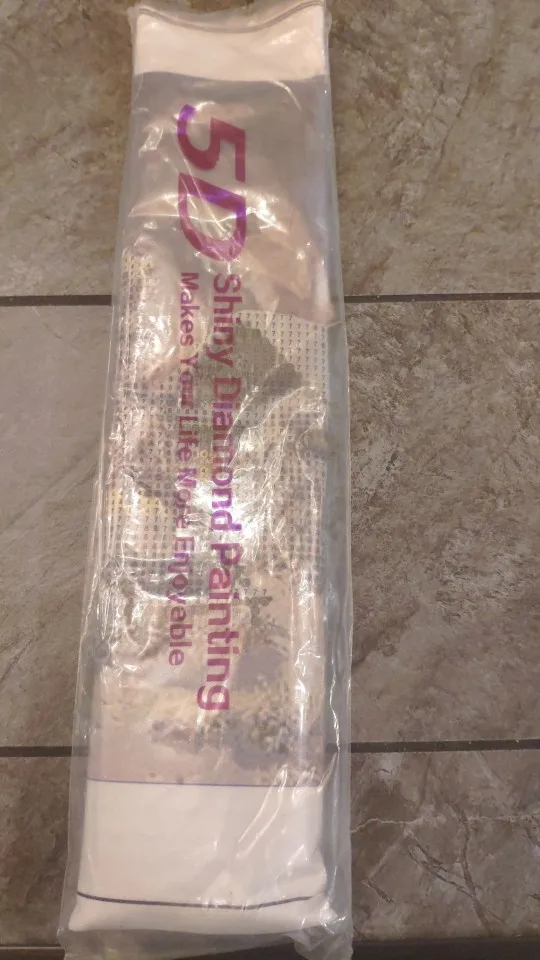 5D
Shiny Diamond Painting
Makes Your Life More Enjoyable